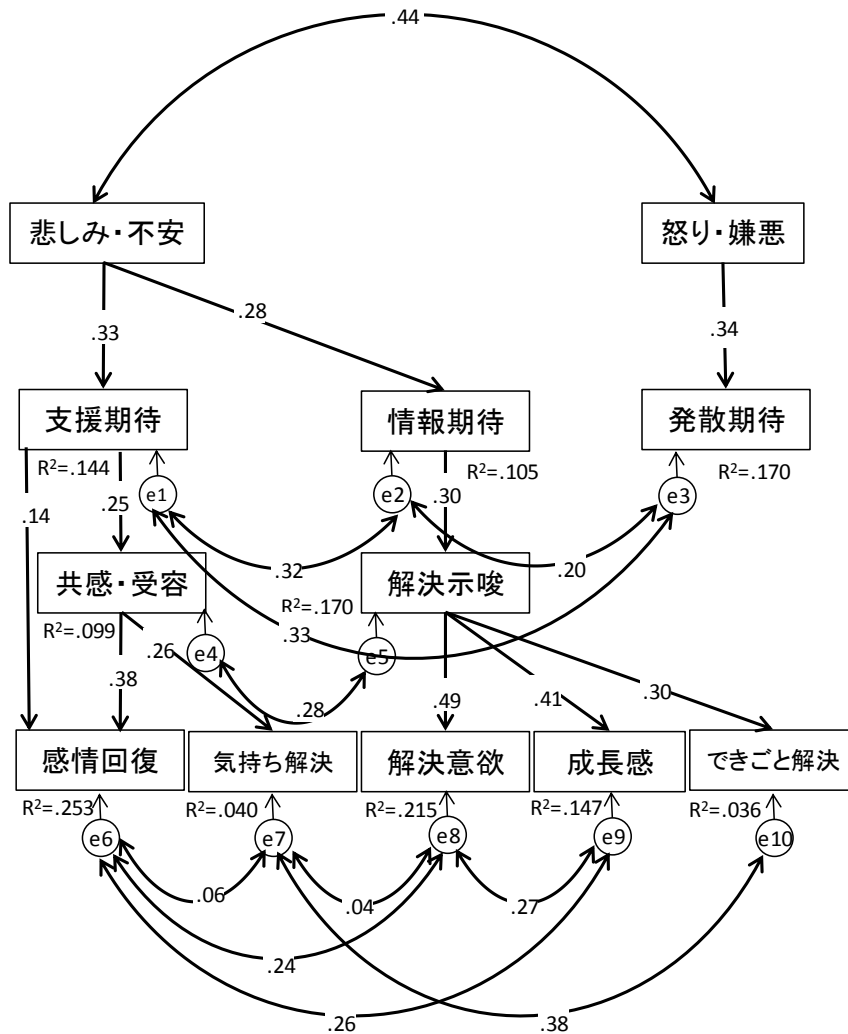 .44
悲しみ・不安
怒り・嫌悪
.33
.28
.34
支援期待
情報期待
発散期待
R²=.144
R²=.105
R²=.170
e1
e2
e3
.14
.25
.30
.32
.20
共感・受容
解決示唆
R²=.099
R²=.170
.33
.26
e4
e5
.38
.28
.49
.41
.30
感情回復
気持ち解決
解決意欲
成長感
できごと解決
R²=.253
R²=.040
R²=.215
R²=.147
R²=.036
e6
e7
e8
e9
e10
.06
.04
.27
.24
.26
.38